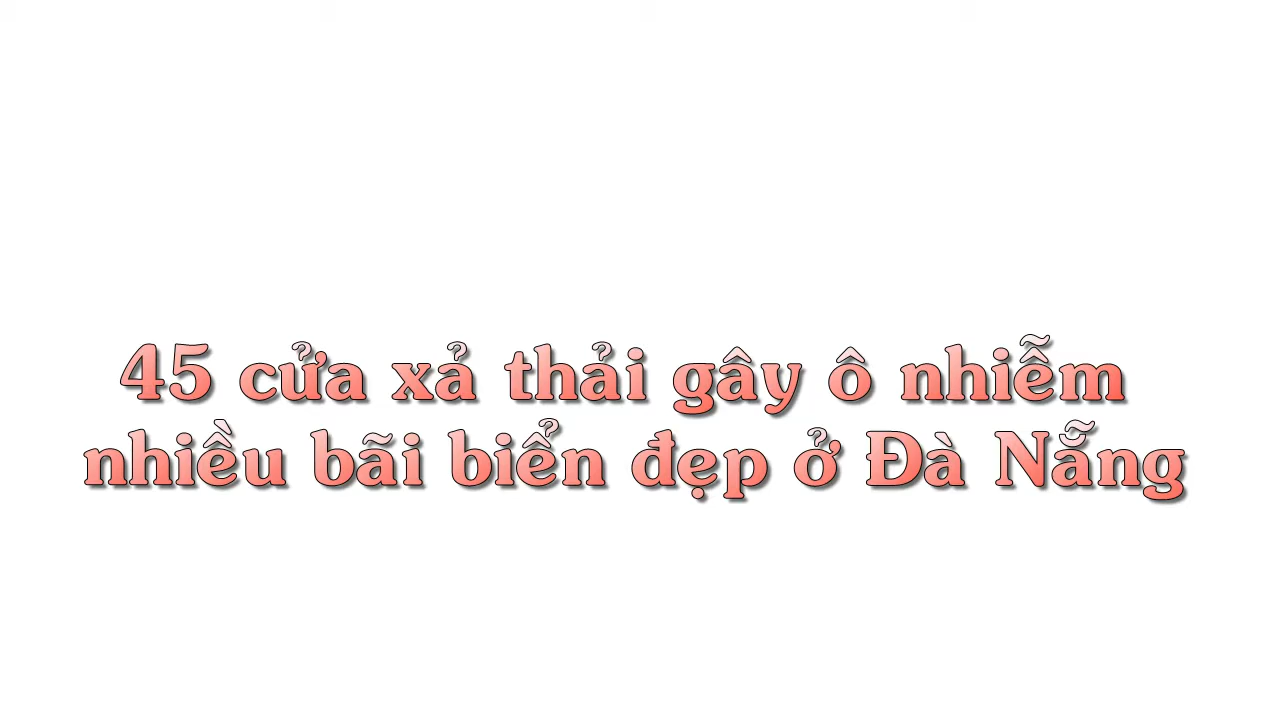 45 cửa xả thải gây ô nhiễm
nhiều bãi biển đẹp ở Đà Nẵng